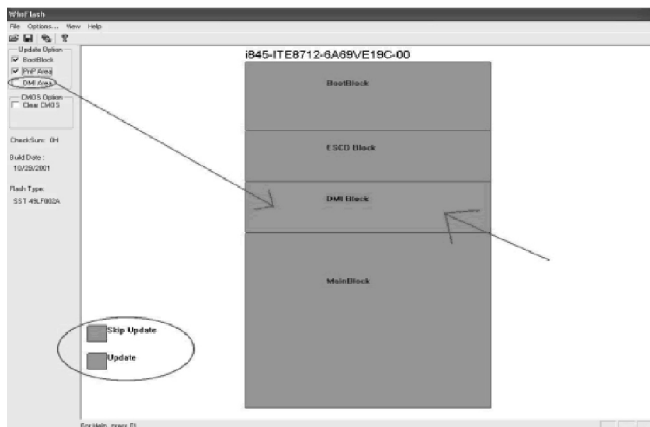 WinFlash
File Options... View Help
Update Option
BootBlock
PnP Area
DMI Area
CMOS Option
Clear CMOS
CheckSum: 0H
Build Date :
10/29/2001
Flash Type:
SST 49LF002A
i845-ITE8712-6A69VE19C-00
BootBlock
ESCD Block
DMI Block
MainBlock
Skip Update
Update
For Help, press F1